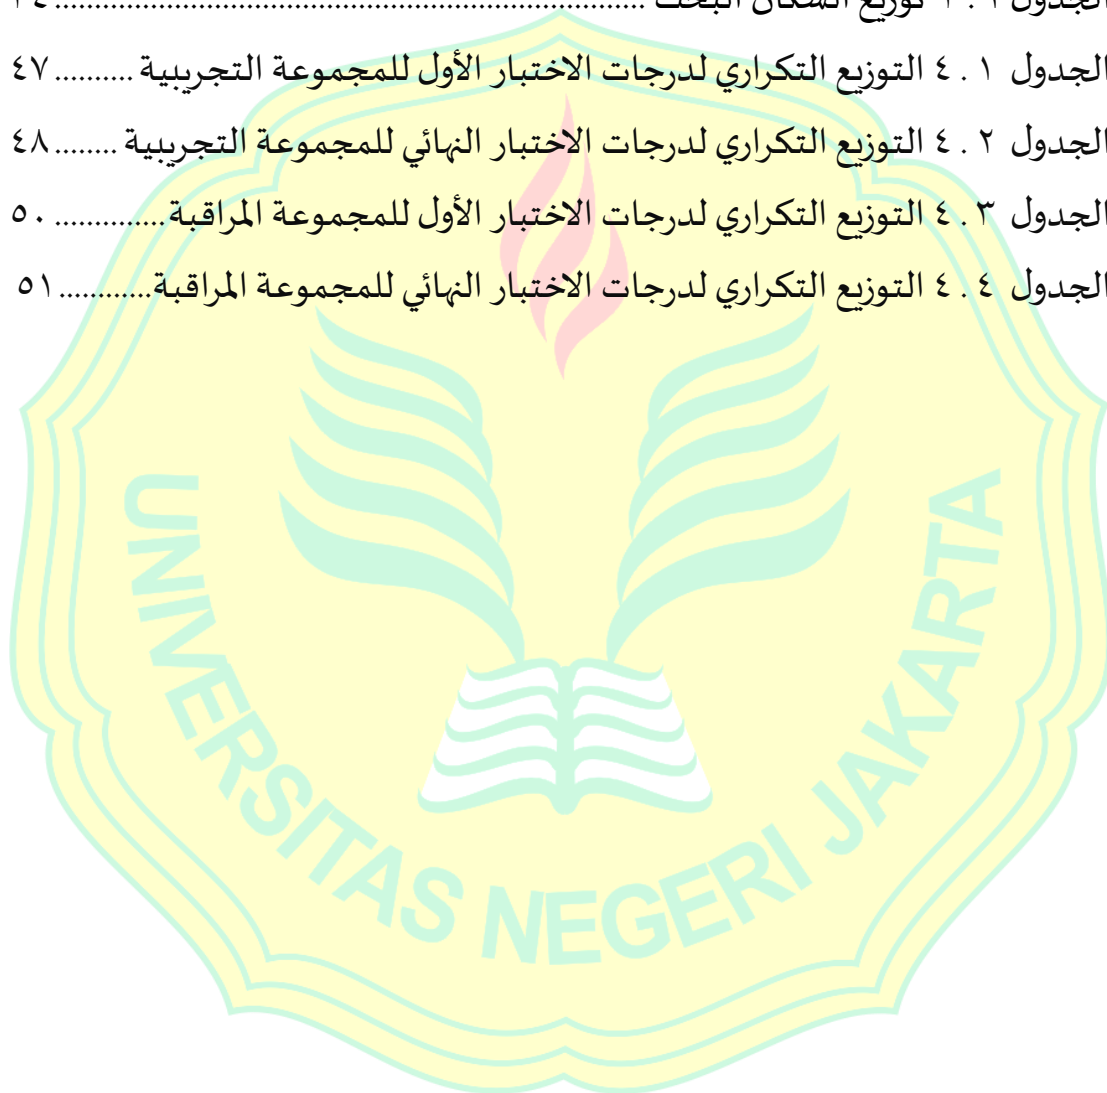 الجدول ١ . ٤ التوزيع التكراري لدرجات الاختبار الأول للمجموعة التجريبية .......... ٤٧
الجدول ٢ . ٤ التوزيع التكراري لدرجات الاختبار النهائي للمجموعة التجريبية ........ ٤٨
الجدول ٣ . ٤ التوزيع التكراري لدرجات الاختبار الأول للمجموعة المراقبة .............. ٥٠
الجدول ٤ . ٤ التوزيع التكراري لدرجات الاختبار النهائي للمجموعة المراقبة............ ٥١
UNIVERSITAS NEGERI JAKARTA